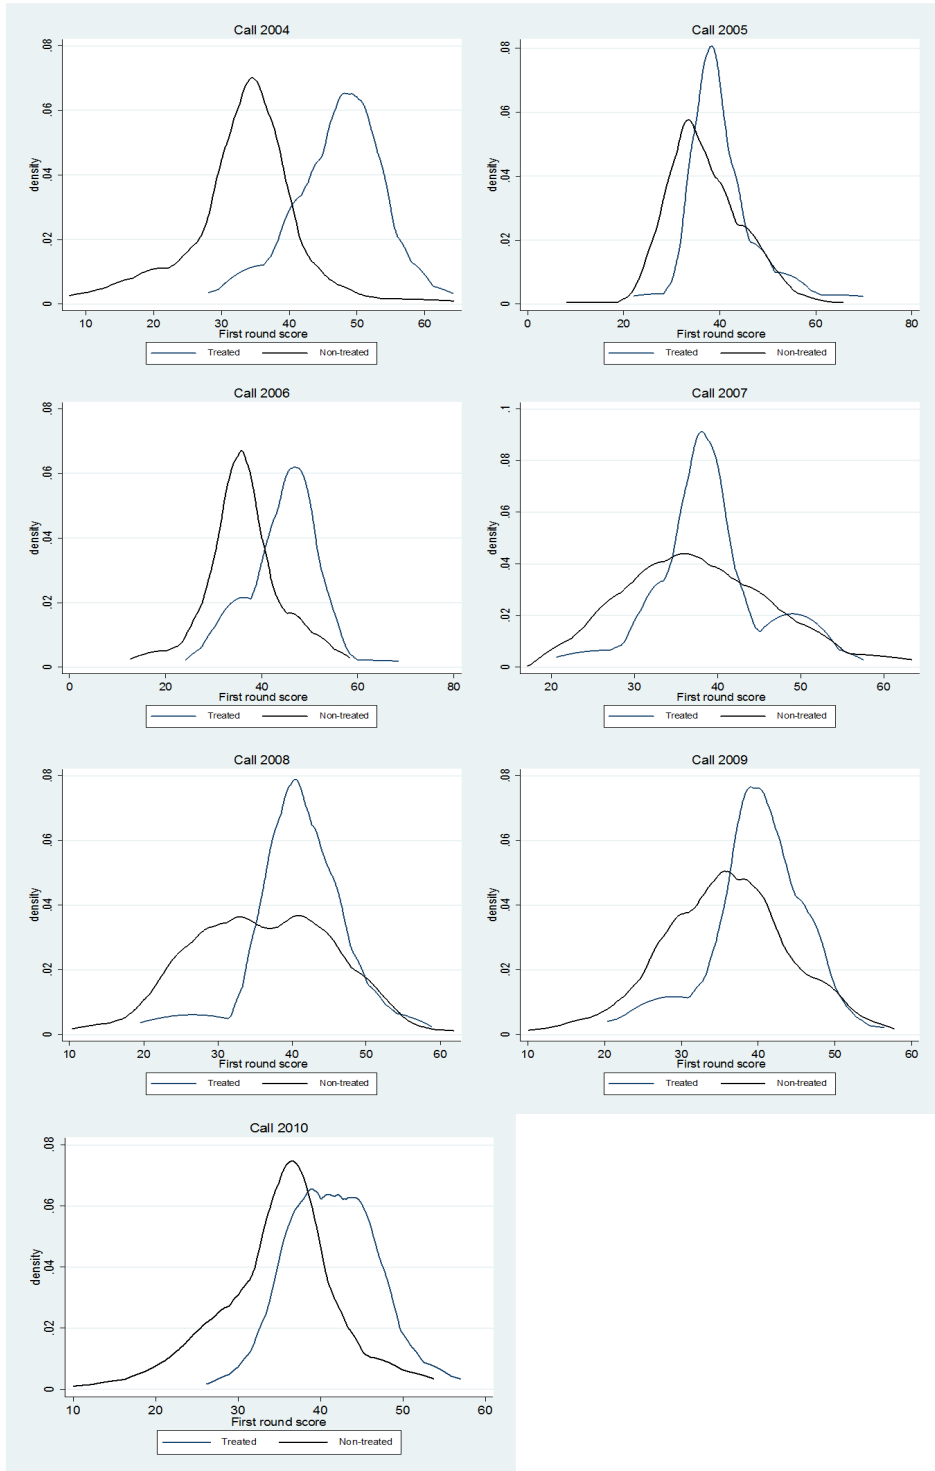 Call 2004
density
0 .02 .04 .06 .08
10 20 30 40 50 60
First round score
Treated Non-treated
Call 2005
density
0 .02 .04 .06 .08
0 20 40 60 80
First round score
Treated Non-treated
Call 2006
density
0 .02 .04 .06 .08
0 20 40 60 80
First round score
Treated Non-treated
Call 2007
density
0 .02 .04 .06 .08 .1
20 30 40 50 60
First round score
Treated Non-treated
Call 2008
density
0 .02 .04 .06 .08
10 20 30 40 50 60
First round score
Treated Non-treated
Call 2009
density
0 .02 .04 .06 .08
10 20 30 40 50 60
First round score
Treated Non-treated
Call 2010
density
0 .02 .04 .06 .08
10 20 30 40 50 60
First round score
Treated Non-treated